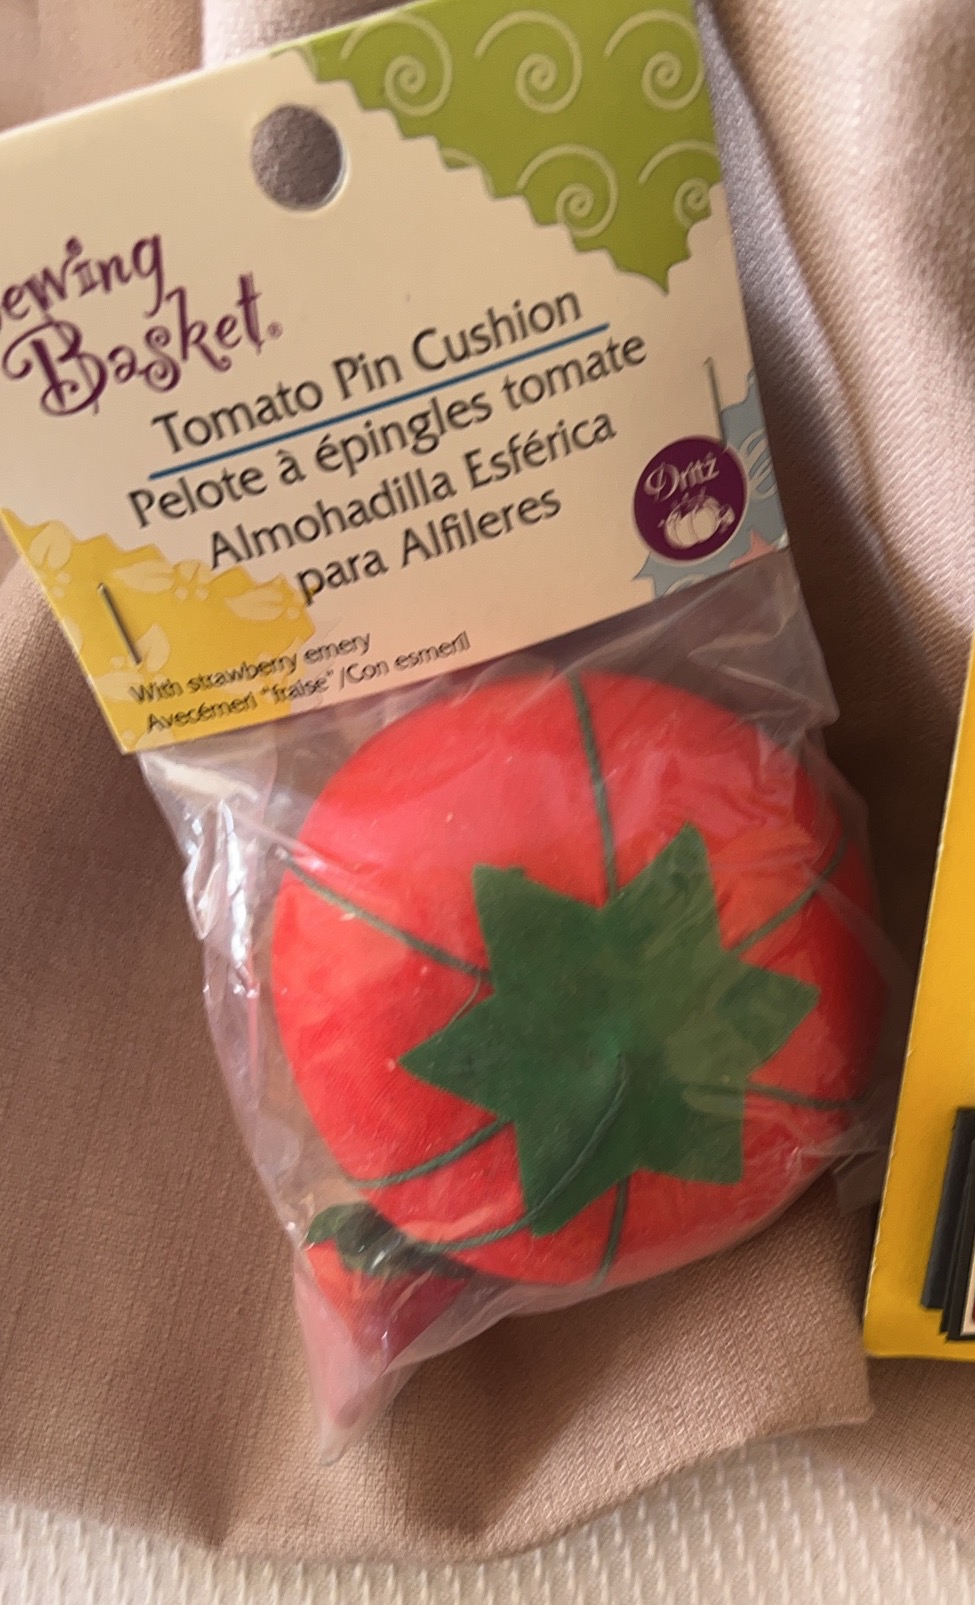 ewing
Basket®
Tomato Pin Cushion
Pelote à épingles tomate
Almohadilla Esférica
para Alfileres
Dritz
With strawberry emery
Avecémerl "fraise"/Con esmeril